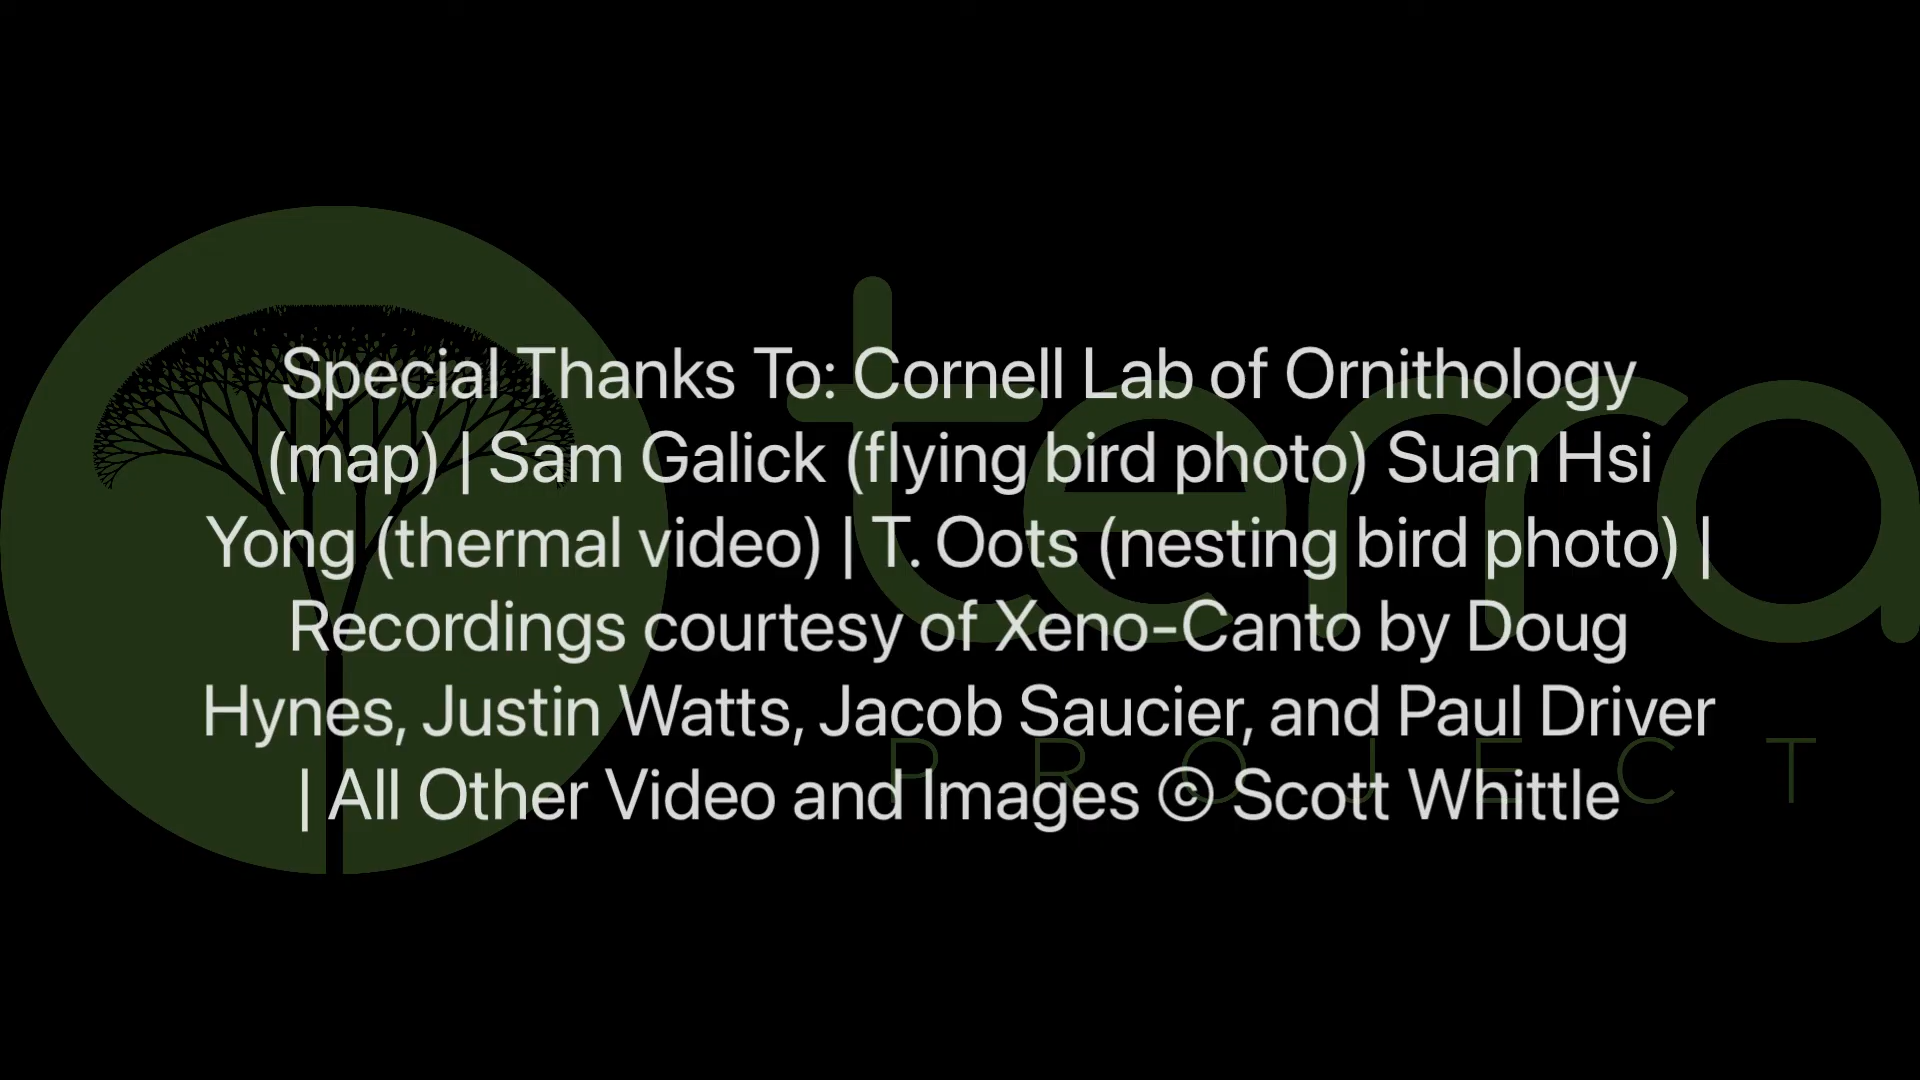 Special Thanks To: Cornell Lab of Ornithology
(map) | Sam Galick (flying bird photo) Suan Hsi
Yong (thermal video) | T. Oots (nesting bird photo) |
Recordings courtesy of Xeno-Canto by Doug
Hynes, Justin Watts, Jacob Saucier, and Paul Driver
| All Other Video and Images © Scott Whittle
terra
PROJECT